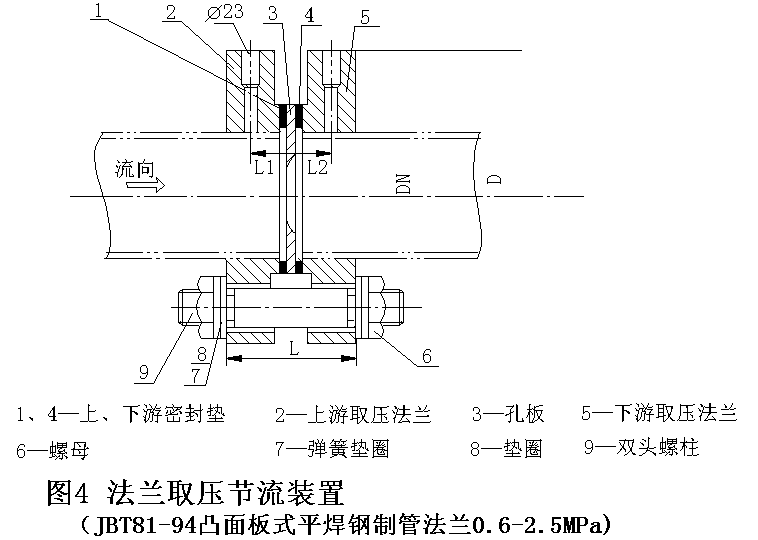 1 2 ∅23 3 4 5
L1 L2
流向
DN
D
L
8
7
9
6
1、4—上、下游密封垫 2—上游取压法兰 3—孔板 5—下游取压法兰
6—螺母 7—弹簧垫圈 8—垫圈 9—双头螺柱
图4 法兰取压节流装置
（JBT81-94凸面板式平焊钢制管法兰0.6-2.5MPa)